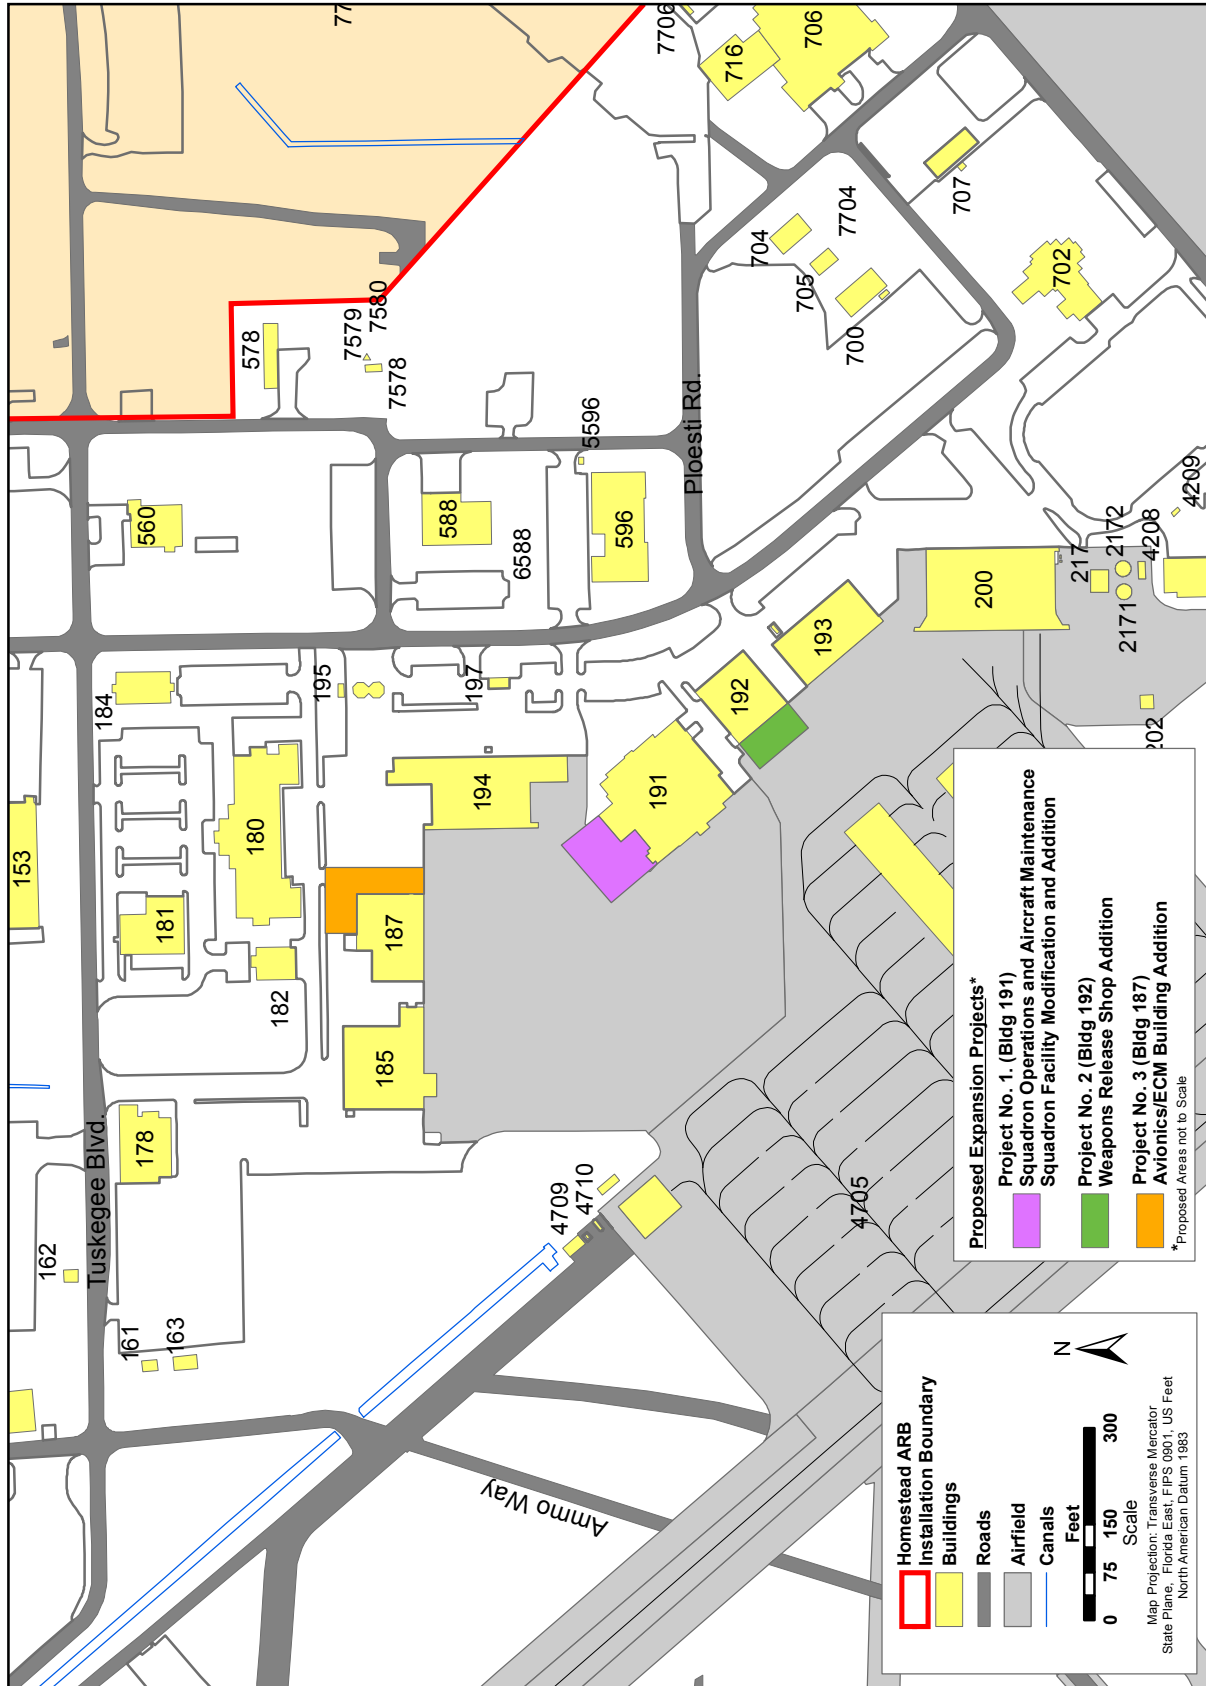 Tuskegee Blvd.
Ploesti Rd.
Ammo Way
153
162
161
163
178
181
182
180
184
185
187
194
195
197
191
192
193
200
202
217
2171
2172
4208
4209
4705
4709
4710
560
578
588
596
5596
6588
7578
7579
7580
77
7706
716
706
707
704
705
7704
700
702
Homestead ARB
Installation Boundary
Buildings
Roads
Airfield
Canals
N
Feet
0 75 150 300
Scale
Map Projection: Transverse Mercator
State Plane, Florida East, FIPS 0901, US Feet
North American Datum 1983
Proposed Expansion Projects*
Project No. 1. (Bldg 191)
Squadron Operations and Aircraft Maintenance
Squadron Facility Modification and Addition
Project No. 2 (Bldg 192)
Weapons Release Shop Addition
Project No. 3 (Bldg 187)
Avionics/ECM Building Addition
*Proposed Areas not to Scale